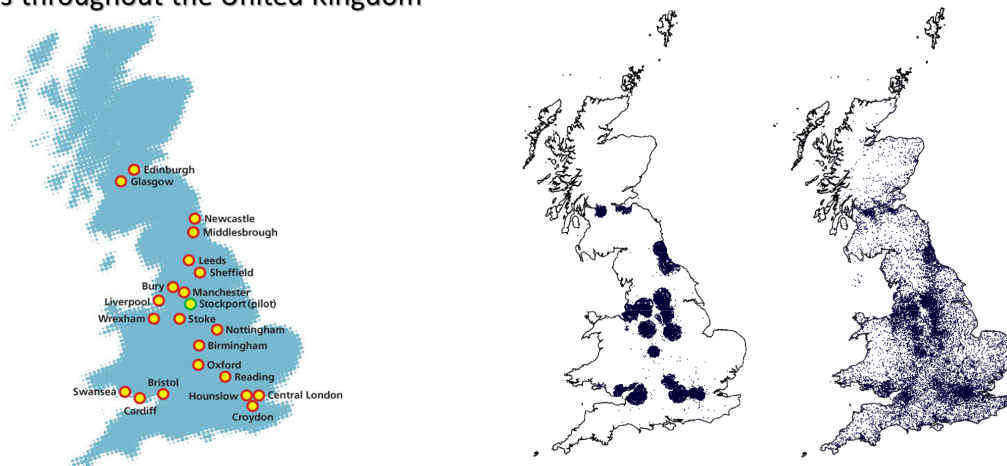 s throughout the United Kingdom
Edinburgh
Glasgow
Newcastle
Middlesbrough
Leeds
Sheffield
Bury
Manchester
Liverpool
Stockport(pilot)
Wrexham
Stoke
Nottingham
Birmingham
Oxford
Reading
Swansea
Bristol
Hounslow
Central London
Cardiff
Croydon